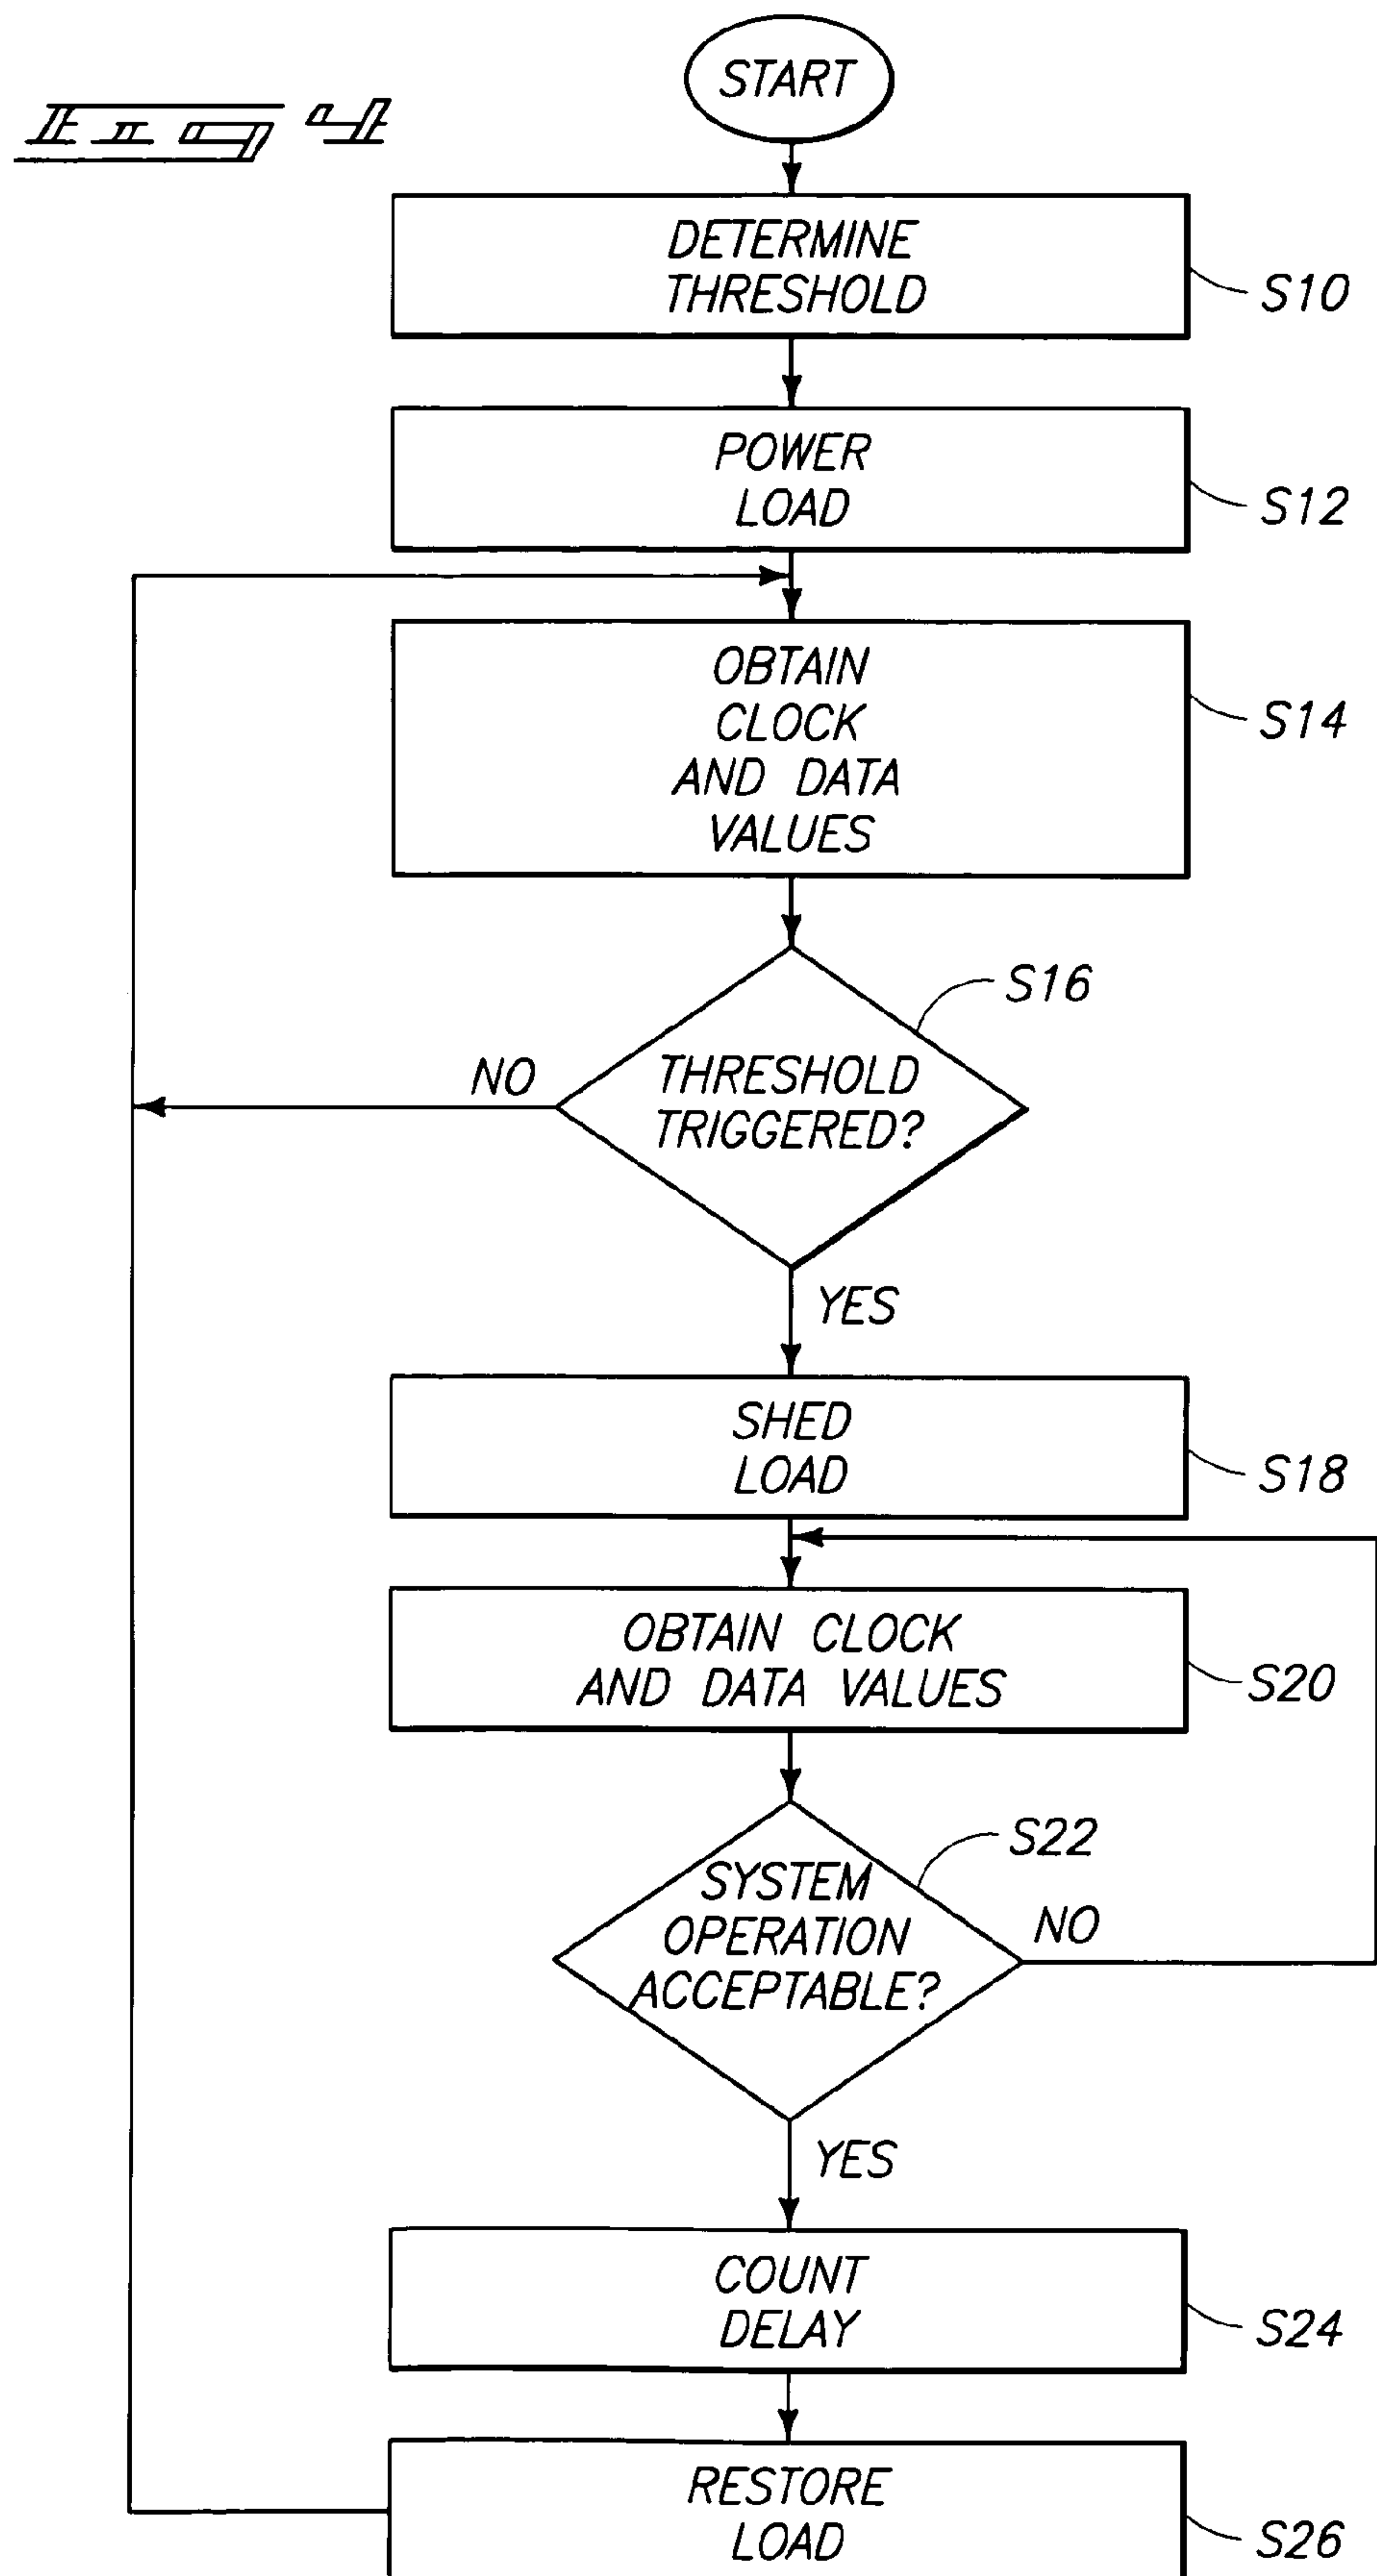 Fig 4
START
DETERMINE
THRESHOLD
S10
POWER
LOAD
S12
OBTAIN
CLOCK
AND DATA
VALUES
S14
S16
THRESHOLD
TRIGGERED?
NO
YES
SHED
LOAD
S18
OBTAIN CLOCK
AND DATA VALUES
S20
S22
SYSTEM
OPERATION
ACCEPTABLE?
NO
YES
COUNT
DELAY
S24
RESTORE
LOAD
S26